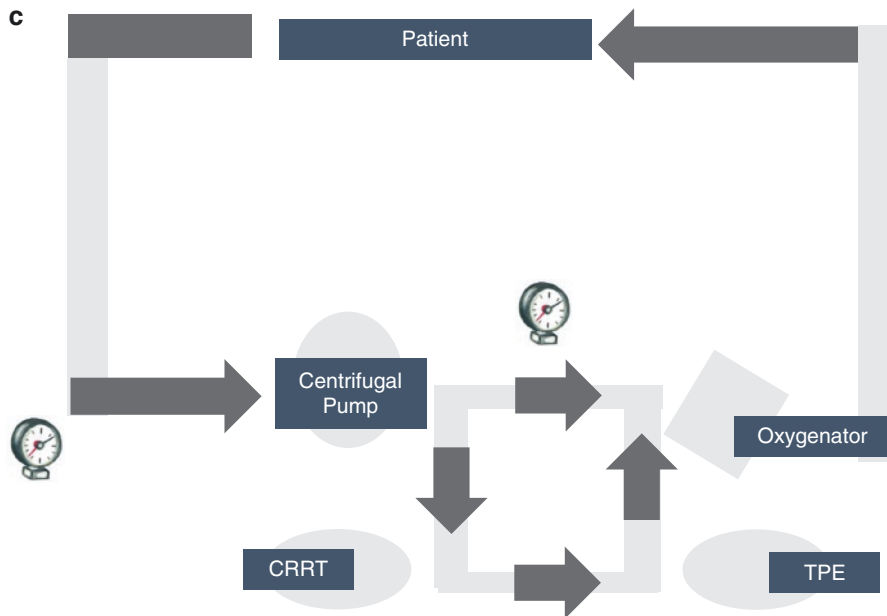 c
Patient
Centrifugal
Pump
Oxygenator
CRRT
TPE